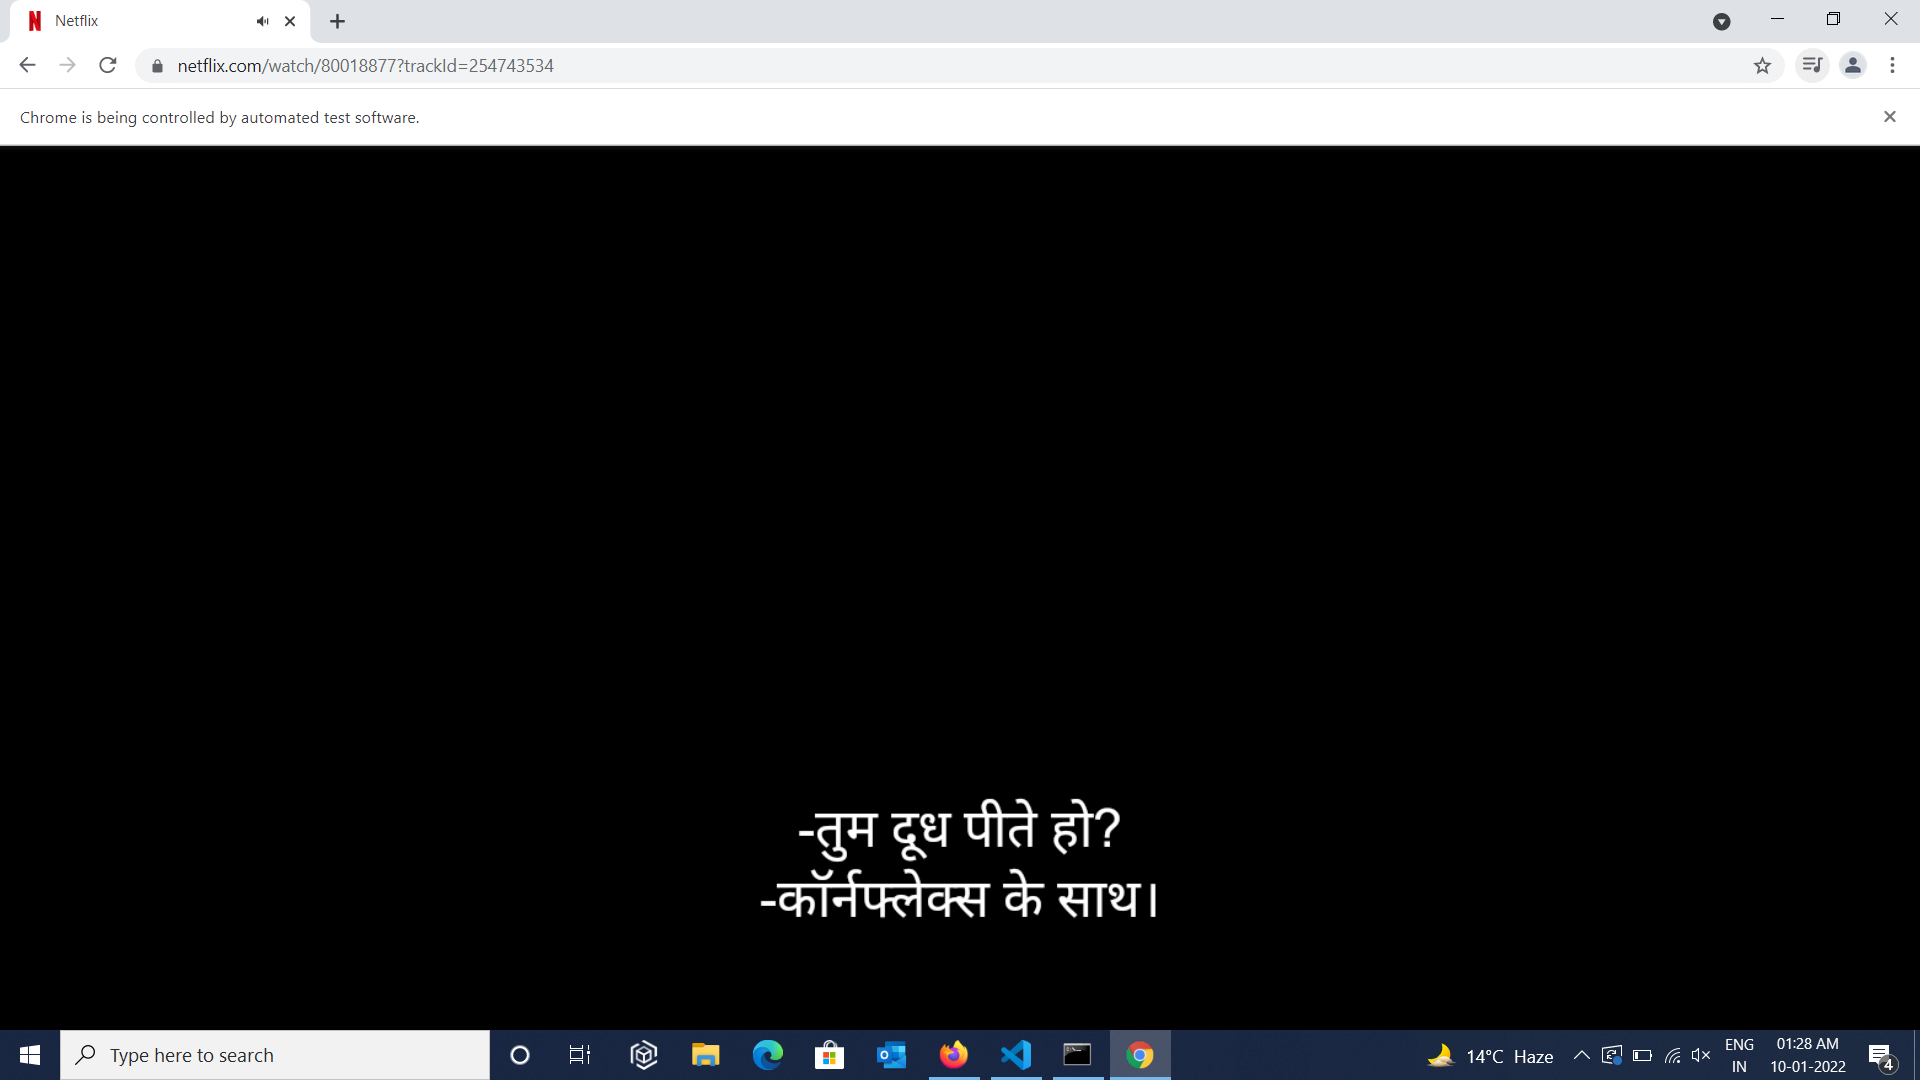 Netflix
netflix.com/watch/80018877?trackId=254743534
Chrome is being controlled by automated test software.
-तुम दूध पीते हो?
-कॉर्नफ्लेक्स के साथ।
Type here to search
14°C Haze
ENG
IN
01:28 AM
10-01-2022
4